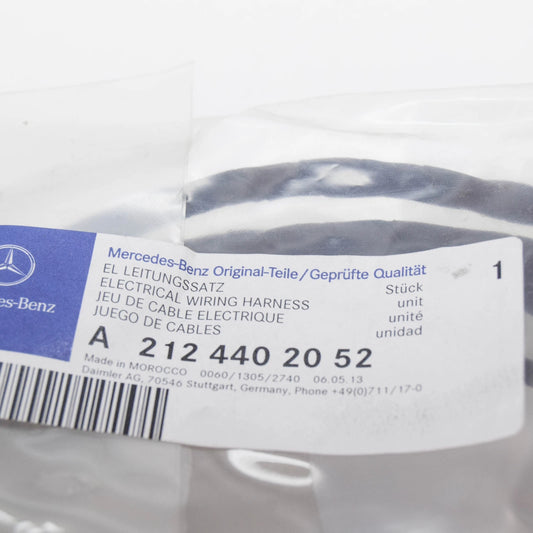 Mercedes-Benz Original-Teile/Geprüfte Qualität 1
EL LEITUNGSSATZ Stück
ELECTRICAL WIRING HARNESS unit
JEU DE CABLE ELECTRIQUE unité
JUEGO DE CABLES unidad
des-Benz
A 212 440 20 52
Made in MOROCCO 0060/1305/2740 06.05.13
Daimler AG, 70546 Stuttgart, Germany, Phone +49(0)711/17-0